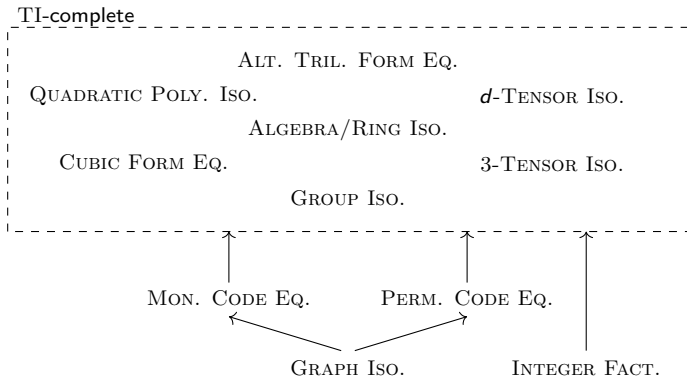 TI-complete
Alt. Tril. Form Eq.
Quadratic Poly. Iso.
d-Tensor Iso.
Algebra/Ring Iso.
Cubic Form Eq.
3-Tensor Iso.
Group Iso.
Mon. Code Eq.
Perm. Code Eq.
Graph Iso.
Integer Fact.